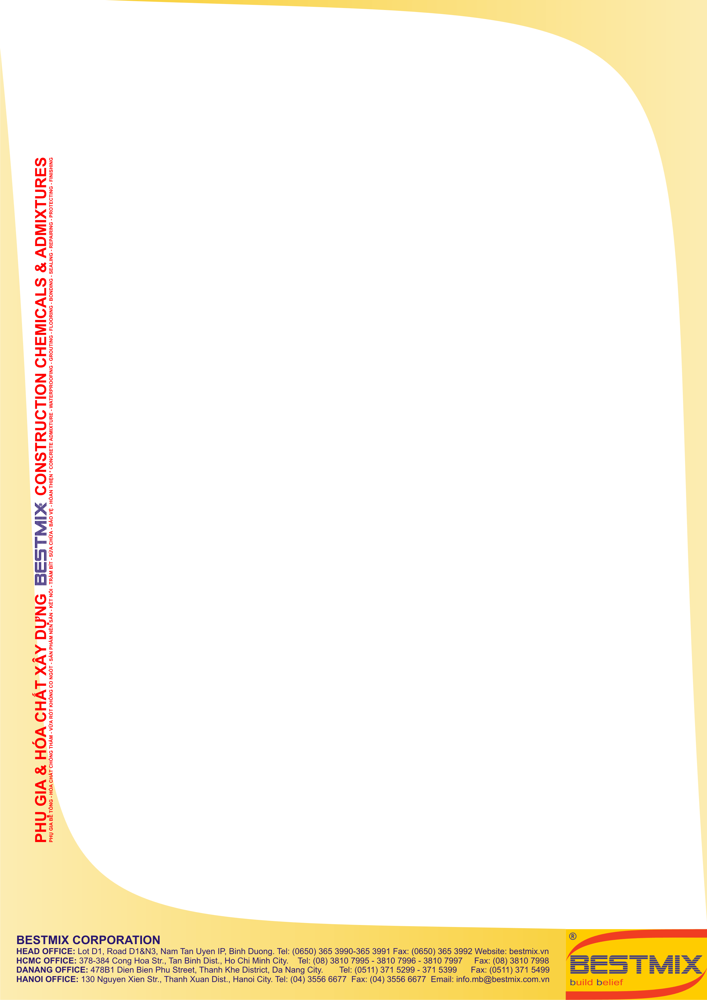 PHỤ GIA & HÓA CHẤT XÂY DỰNG BESTMIX® CONSTRUCTION CHEMICALS & ADMIXTURES
PHỤ GIA BÊ TÔNG - HÓA CHẤT CHỐNG THẤM - VỮA RÓT KHÔNG CO NGÓT - SẢN PHẨM NỀN SÀN - KẾT NỐI - TRÁM BÍT - SỬA CHỮA - BẢO VỆ - HOÀN THIỆN * CONCRETE ADMIXTURE - WATERPROOFING - GROUTING - FLOORING - BONDING - SEALING - REPAIRING - PROTECTING - FINISHING
BESTMIX CORPORATION
HEAD OFFICE: Lot D1, Road D1&N3, Nam Tan Uyen IP, Binh Duong. Tel: (0650) 365 3990-365 3991 Fax: (0650) 365 3992 Website: bestmix.vn
HCMC OFFICE: 378-384 Cong Hoa Str., Tan Binh Dist., Ho Chi Minh City. Tel: (08) 3810 7995 - 3810 7996 - 3810 7997 Fax: (08) 3810 7998
DANANG OFFICE: 478B1 Dien Bien Phu Street, Thanh Khe District, Da Nang City. Tel: (0511) 371 5299 - 371 5399 Fax: (0511) 371 5499
HANOI OFFICE: 130 Nguyen Xien Str., Thanh Xuan Dist., Hanoi City. Tel: (04) 3556 6677 Fax: (04) 3556 6677 Email: info.mb@bestmix.com.vn
®
BESTMIX
build belief